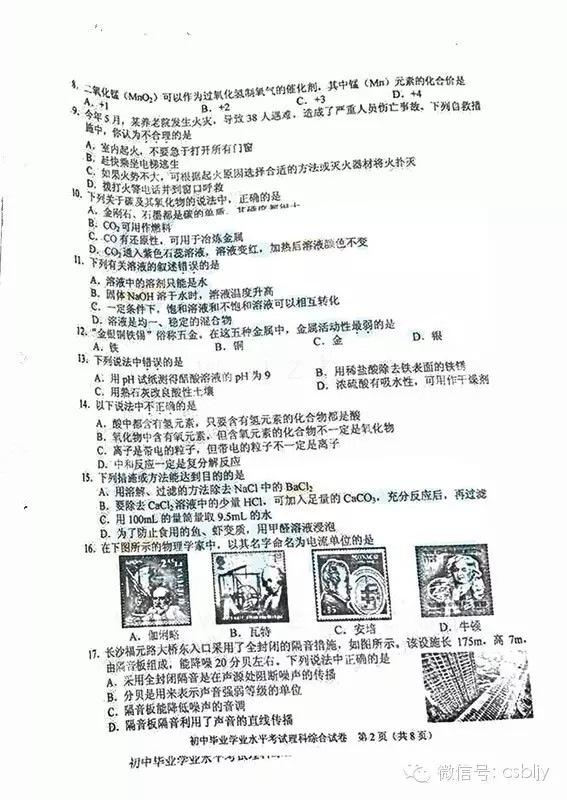 8. 二氧化锰（MnO₂）可以作为过氧化氢制氧气的催化剂，其中锰（Mn）元素的化合价是
A. +1 B. +2 C. +3 D. +4
9. 今年5月，某养老院发生火灾，导致38人遇难，造成了严重人员伤亡事故，下列自救措
施中，你认为不合理的是
A. 室内起火，不要急于打开所有门窗
B. 赶快乘坐电梯逃生
C. 如果火势不大，可根据起火原因选择合适的方法或灭火器材将火扑灭
D. 拨打火警电话并到窗口呼救
10. 下列关于碳及其氧化物的说法中，正确的是
A. 金刚石、石墨都是碳的单质，其硬度都很大
B. CO₂可用作燃料
C. CO有还原性，可用于冶炼金属
D. CO₂通入紫色石蕊溶液，溶液变红，加热后溶液颜色不变
11. 下列有关溶液的叙述错误的是
A. 溶液中的溶剂只能是水
B. 固体NaOH溶于水时，溶液温度升高
C. 一定条件下，饱和溶液和不饱和溶液可以相互转化
D. 溶液是均一、稳定的混合物
12. “金银铜铁锡”俗称五金，在这五种金属中，金属活动性最弱的是
A. 铁 B. 铜 C. 金 D. 银
13. 下列说法中错误的是
A. 用pH试纸测得醋酸溶液的pH为9 B. 用稀盐酸除去铁表面的铁锈
C. 用熟石灰改良酸性土壤 D. 浓硫酸有吸水性，可用作干燥剂
14. 以下说法中不正确的是
A. 酸中都含有氢元素，只要含有氢元素的化合物都是酸
B. 氧化物中含有氧元素，但含氧元素的化合物不一定是氧化物
C. 离子是带电的粒子，但带电的粒子不一定是离子
D. 中和反应一定是复分解反应
15. 下列措施或方法能达到目的的是
A. 用溶解、过滤的方法除去NaCl中的BaCl₂
B. 要除去CaCl₂溶液中的少量HCl，可加入足量的CaCO₃，充分反应后，再过滤
C. 用100mL的量筒量取9.5mL的水
D. 为了防止食用的鱼、虾变质，用甲醛溶液浸泡
16. 在下图所示的物理学家中，以其名字命名为电流单位的是
A. 伽利略 B. 瓦特 C. 安培 D. 牛顿
17. 长沙福元路大桥东入口采用了全封闭的隔音措施，如图所示。该设施长175m，高7m，
由隔音板组成，能降噪20分贝左右。下列说法中正确的是
A. 采用全封闭隔音是在声源处阻断噪声的传播
B. 分贝是用来表示声音强弱等级的单位
C. 隔音板能降低噪声的音调
D. 隔音板隔音利用了声音的直线传播
初中毕业学业水平考试理科综合试卷 第2页（共8页）
初中毕业学业水平考试理科综
微信号: csbljy